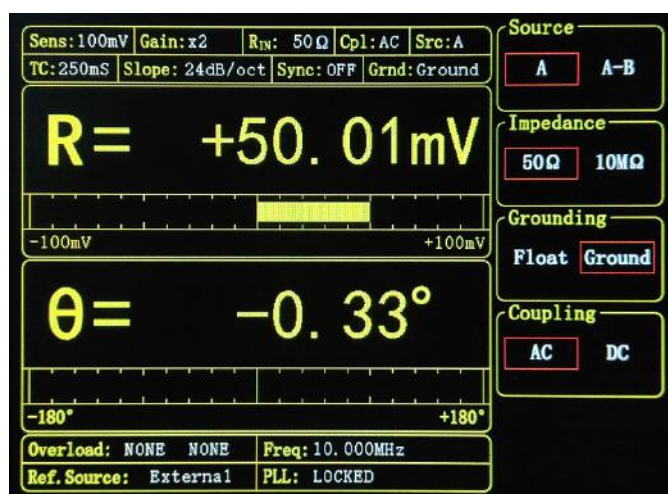 Sens:100mV Gain:x2 RIN: 50Ω Cpl:AC Src:A
TC:250mS Slope:24dB/oct Sync:OFF Grnd:Ground
R= +50.01mV
-100mV +100mV
θ= -0.33°
-180° +180°
Overload: NONE NONE Freq:10.000MHz
Ref.Source: External PLL: LOCKED
Source
A A-B
Impedance
50Ω 10MΩ
Grounding
Float Ground
Coupling
AC DC